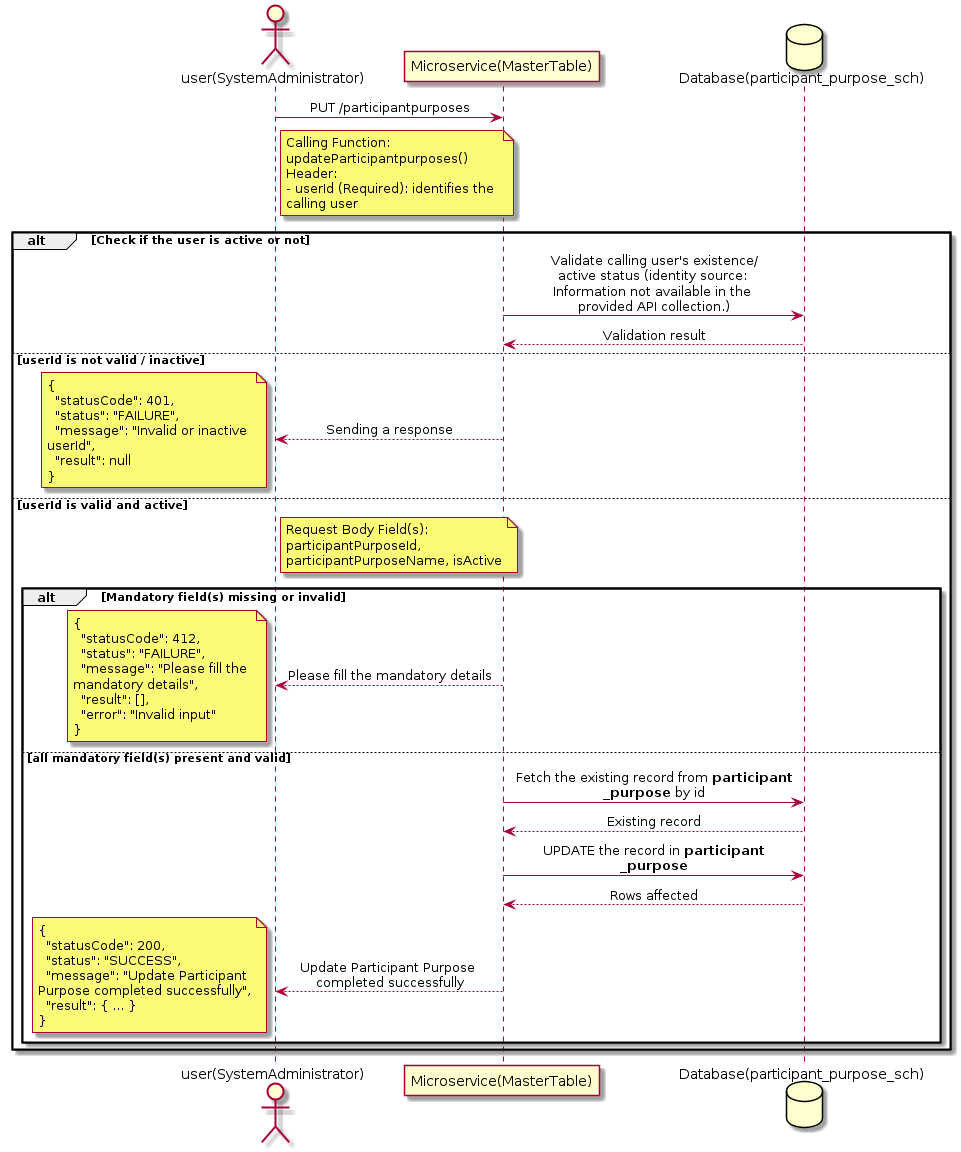 user(SystemAdministrator)
Microservice(MasterTable)
Database(participant_purpose_sch)
PUT /participantpurposes
Calling Function:
updateParticipantpurposes()
Header:
- userId (Required): identifies the
calling user
alt
[Check if the user is active or not]
Validate calling user's existence/
active status (identity source:
Information not available in the
provided API collection.)
Validation result
[userId is not valid / inactive]
{
"statusCode": 401,
"status": "FAILURE",
"message": "Invalid or inactive
userId",
"result": null
}
Sending a response
[userId is valid and active]
Request Body Field(s):
participantPurposeId,
participantPurposeName, isActive
alt
[Mandatory field(s) missing or invalid]
{
"statusCode": 412,
"status": "FAILURE",
"message": "Please fill the
mandatory details",
"result": [],
"error": "Invalid input"
}
Please fill the mandatory details
[all mandatory field(s) present and valid]
Fetch the existing record from participant
_purpose by id
Existing record
UPDATE the record in participant
_purpose
Rows affected
{
"statusCode": 200,
"status": "SUCCESS",
"message": "Update Participant
Purpose completed successfully",
"result": { ... }
}
Update Participant Purpose
completed successfully
user(SystemAdministrator)
Microservice(MasterTable)
Database(participant_purpose_sch)